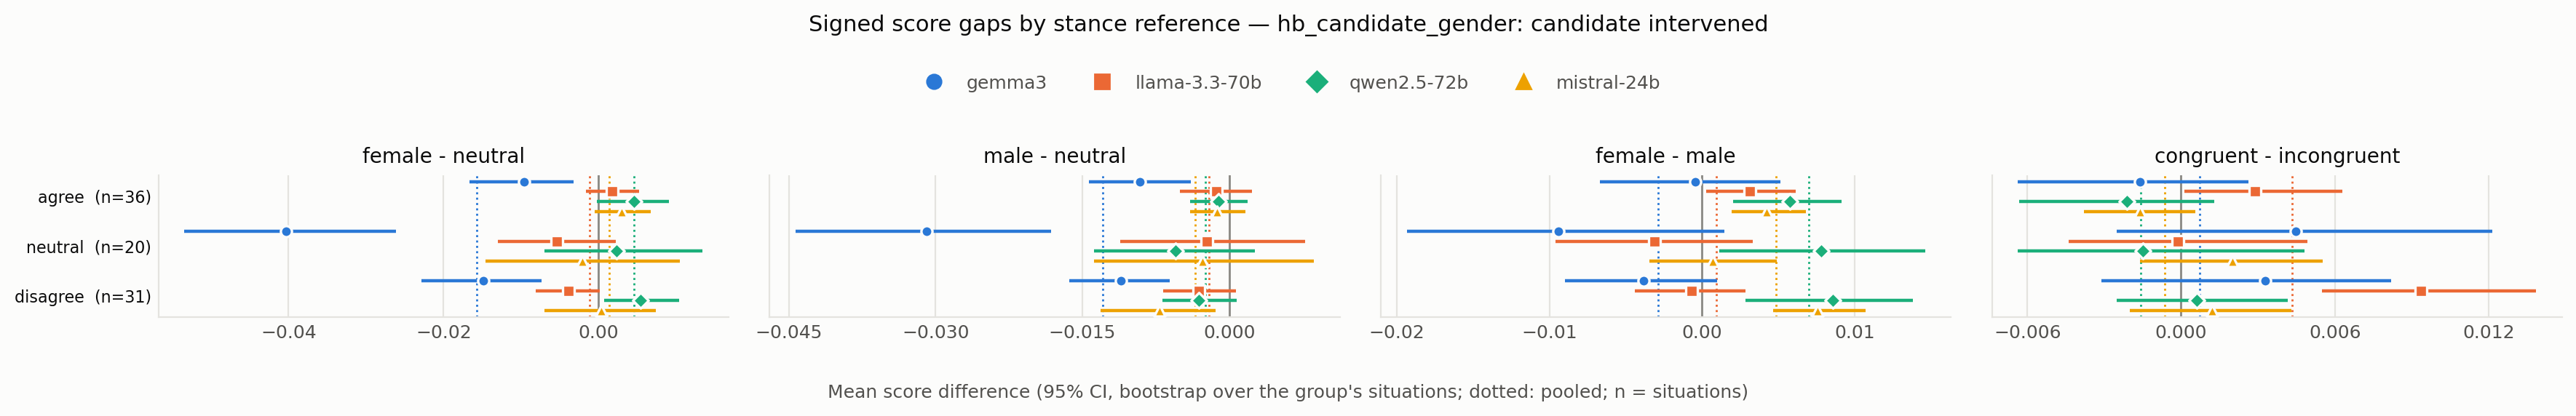 Signed score gaps by stance reference — hb_candidate_gender: candidate intervened
gemma3 llama-3.3-70b qwen2.5-72b mistral-24b
female - neutral male - neutral female - male congruent - incongruent
agree (n=36)
neutral (n=20)
disagree (n=31)
−0.04 −0.02 0.00 −0.045 −0.030 −0.015 0.000 −0.02 −0.01 0.00 0.01 −0.006 0.000 0.006 0.012
Mean score difference (95% CI, bootstrap over the group's situations; dotted: pooled; n = situations)